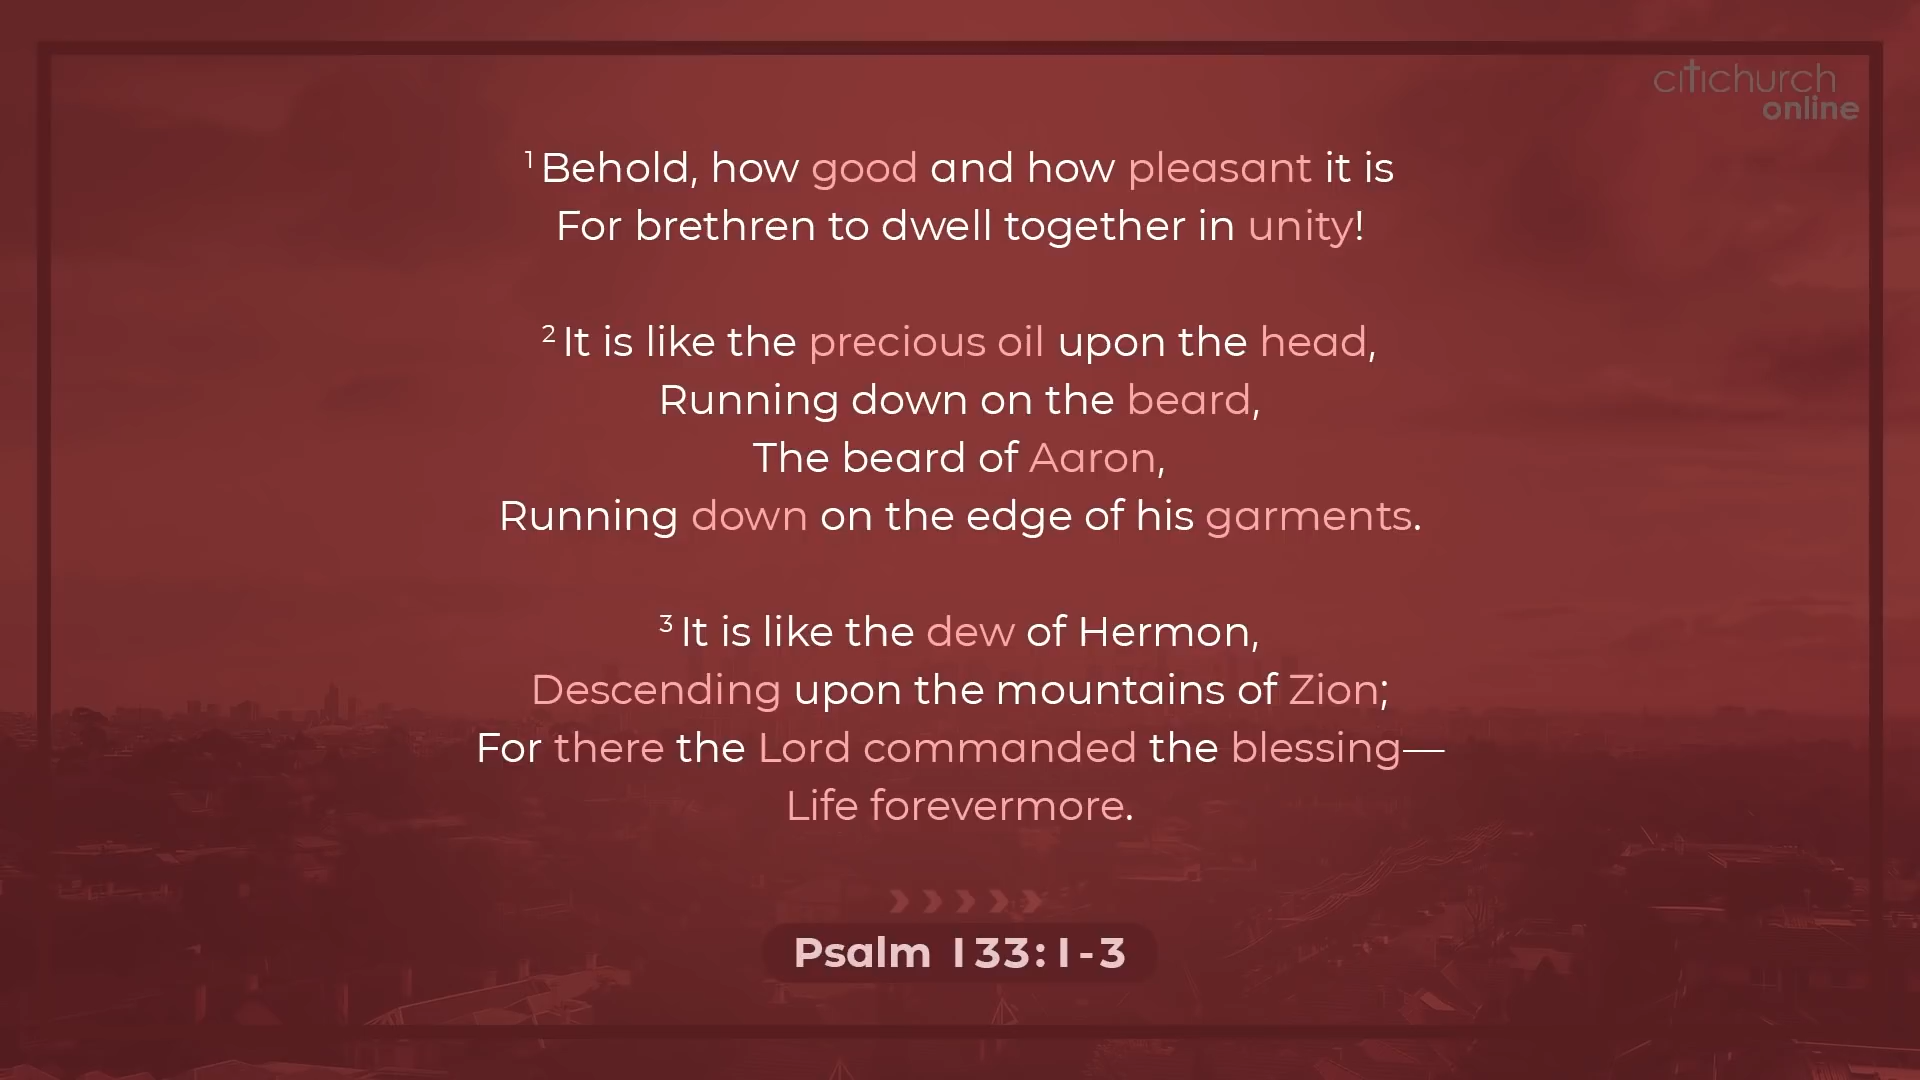 citichurch
online
1 Behold, how good and how pleasant it is
For brethren to dwell together in unity!
2 It is like the precious oil upon the head,
Running down on the beard,
The beard of Aaron,
Running down on the edge of his garments.
3 It is like the dew of Hermon,
Descending upon the mountains of Zion;
For there the Lord commanded the blessing—
Life forevermore.
Psalm 133:1-3